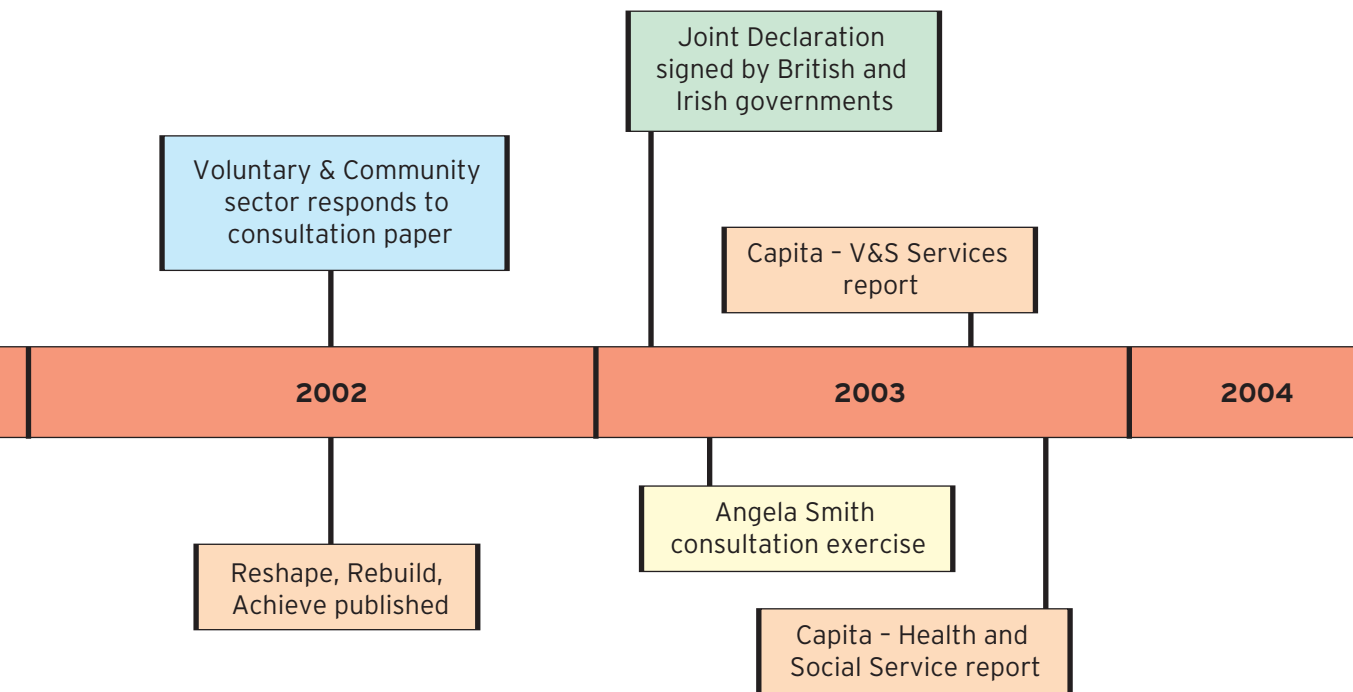 Joint Declaration
signed by British and
Irish governments
Voluntary & Community
sector responds to
consultation paper
Capita – V&S Services
report
2002
2003
2004
Angela Smith
consultation exercise
Reshape, Rebuild,
Achieve published
Capita – Health and
Social Service report